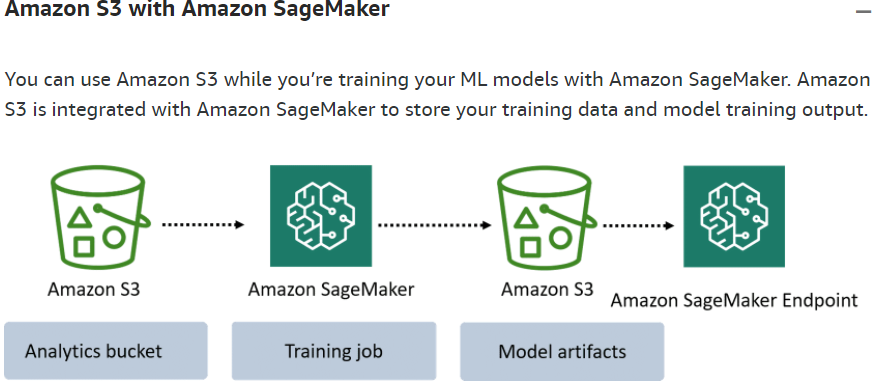 Amazon S3 with Amazon SageMaker
You can use Amazon S3 while you’re training your ML models with Amazon SageMaker. Amazon
S3 is integrated with Amazon SageMaker to store your training data and model training output.
Amazon S3
Amazon SageMaker
Amazon S3
Amazon SageMaker Endpoint
Analytics bucket
Training job
Model artifacts